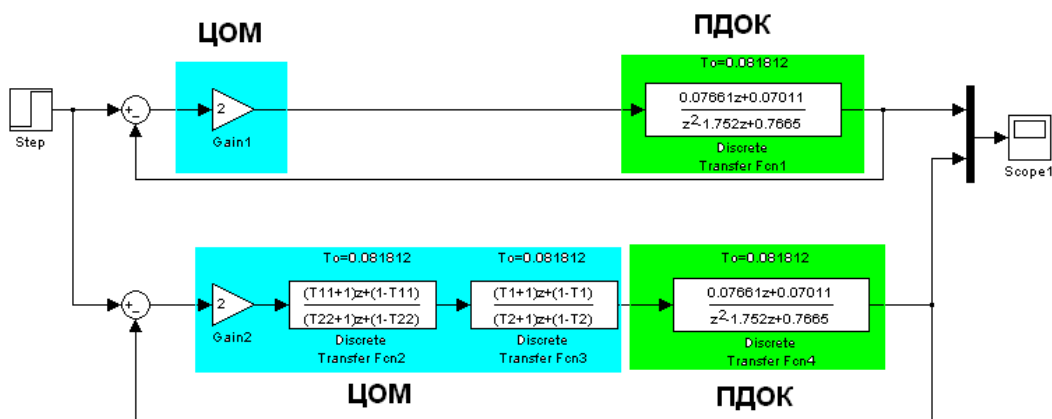 ЦОМ
ПДОК
To=0.081812
2
0.07661z+0.07011
z²-1.752z+0.7665
Step
Gain1
Discrete
Transfer Fcn1
Scope1
To=0.081812
To=0.081812
To=0.081812
2
(T11+1)z+(1-T11)
(T22+1)z+(1-T22)
(T1+1)z+(1-T1)
(T2+1)z+(1-T2)
0.07661z+0.07011
z²-1.752z+0.7665
Gain2
Discrete
Transfer Fcn2
Discrete
Transfer Fcn3
Discrete
Transfer Fcn4
ЦОМ
ПДОК